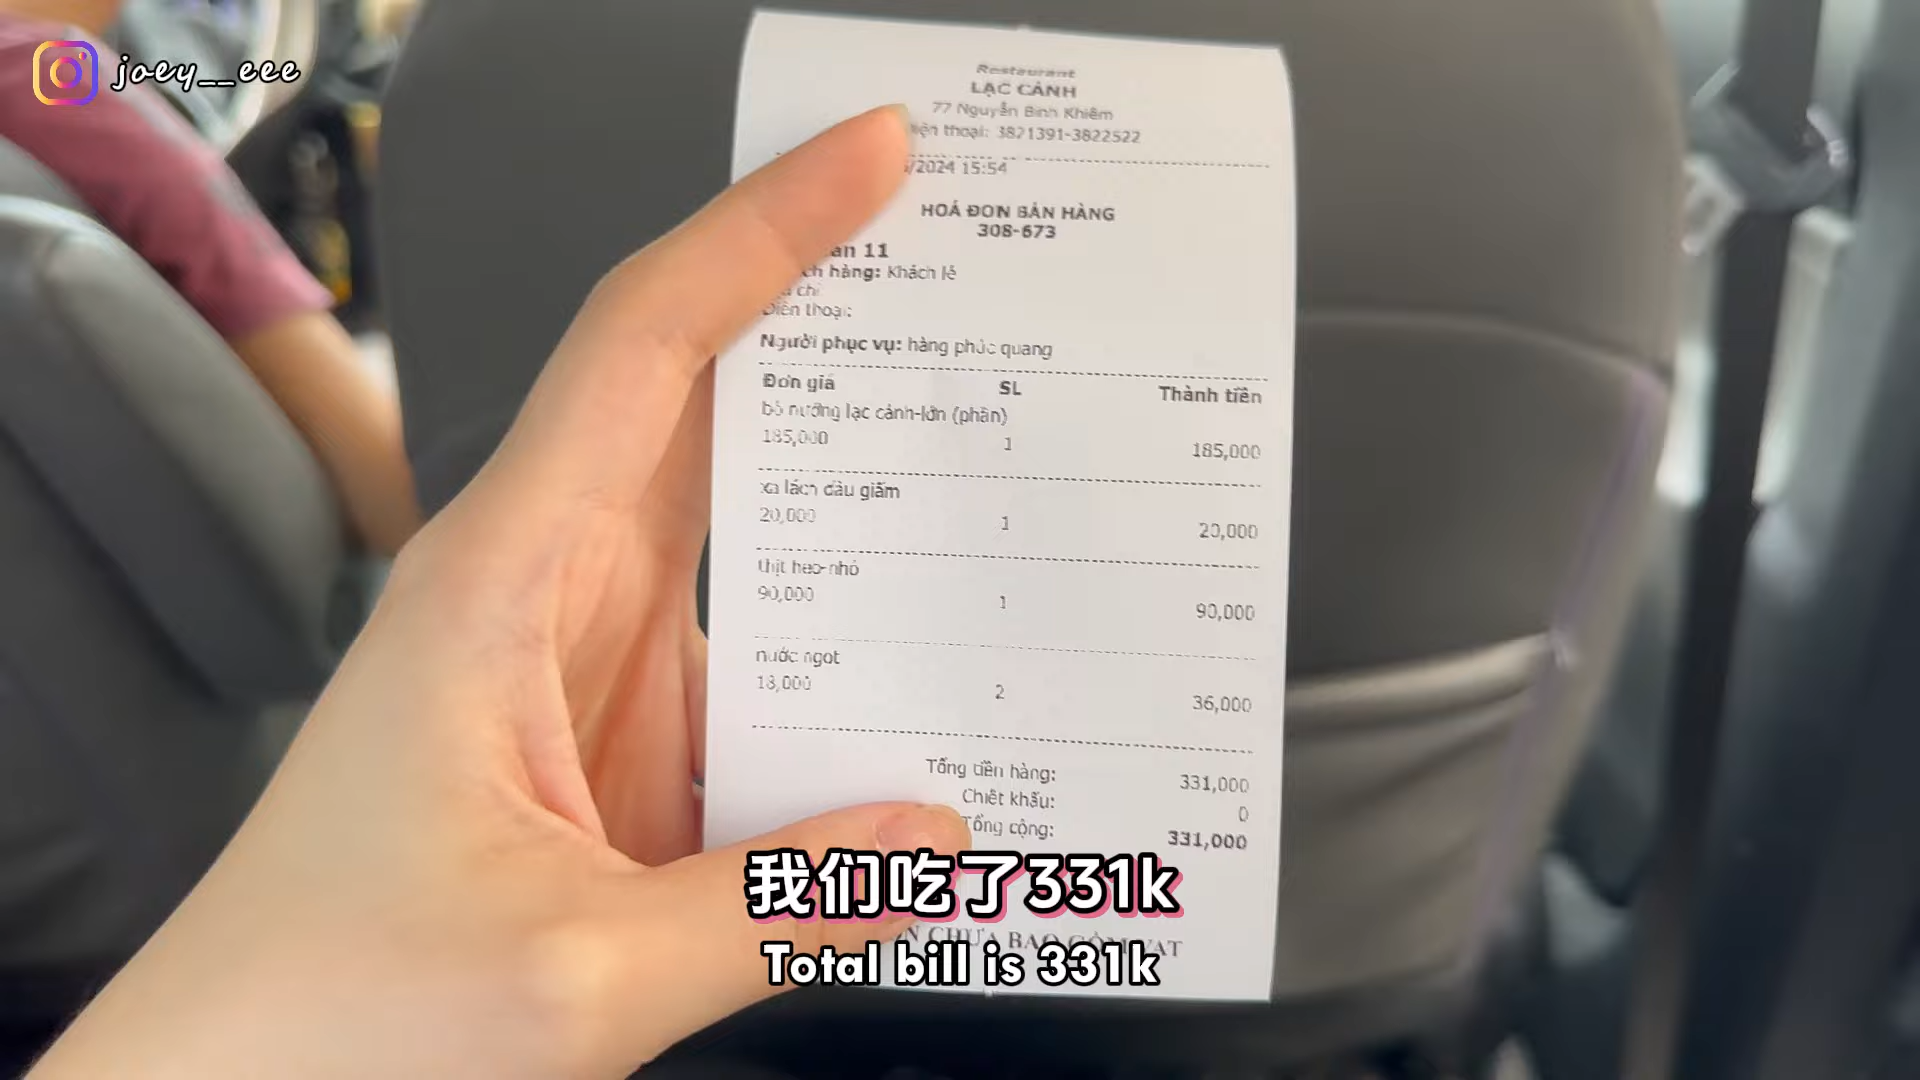 joey__eee
Restaurant
LẠC CẢNH
77 Nguyễn Bỉnh Khiêm
thoại: 3821391-3822522
/2024 15:54
HOÁ ĐƠN BÁN HÀNG
308-673
11
hàng: Khách lẻ
chỉ
Điện thoại:
Người phục vụ: hàng phúc quang
Đơn giá SL Thành tiền
bò nướng lạc cảnh-lớn (phần)
185,000 1 185,000
xà lách dầu giấm
20,000 1 20,000
thịt heo-nhỏ
90,000 1 90,000
nước ngọt
18,000 2 36,000
Tổng tiền hàng: 331,000
Chiết khấu: 0
Tổng cộng: 331,000
我们吃了331k
CHƯA BAO GỒM VAT
Total bill is 331k